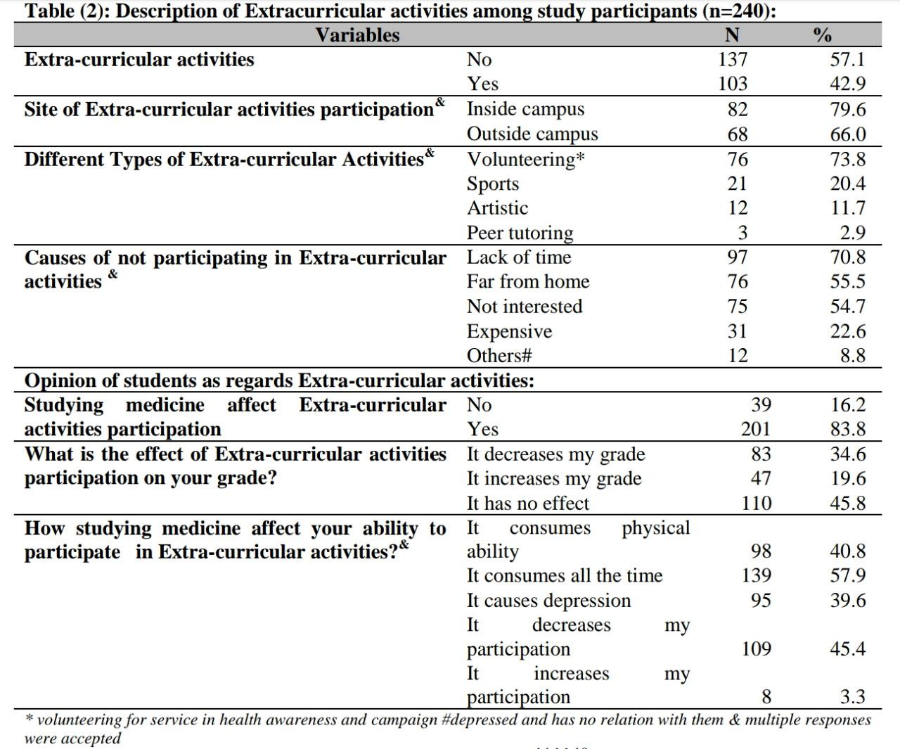 Table (2): Description of Extracurricular activities among study participants (n=240):
Variables N %
Extra-curricular activities No 137 57.1
Yes 103 42.9
Site of Extra-curricular activities participation& Inside campus 82 79.6
Outside campus 68 66.0
Different Types of Extra-curricular Activities& Volunteering* 76 73.8
Sports 21 20.4
Artistic 12 11.7
Peer tutoring 3 2.9
Causes of not participating in Extra-curricular Lack of time 97 70.8
activities & Far from home 76 55.5
Not interested 75 54.7
Expensive 31 22.6
Others# 12 8.8
Opinion of students as regards Extra-curricular activities:
Studying medicine affect Extra-curricular No 39 16.2
activities participation Yes 201 83.8
What is the effect of Extra-curricular activities It decreases my grade 83 34.6
participation on your grade? It increases my grade 47 19.6
It has no effect 110 45.8
How studying medicine affect your ability to It consumes physical
participate in Extra-curricular activities?& ability 98 40.8
It consumes all the time 139 57.9
It causes depression 95 39.6
It decreases my
participation 109 45.4
It increases my
participation 8 3.3
* volunteering for service in health awareness and campaign #depressed and has no relation with them & multiple responses
were accepted